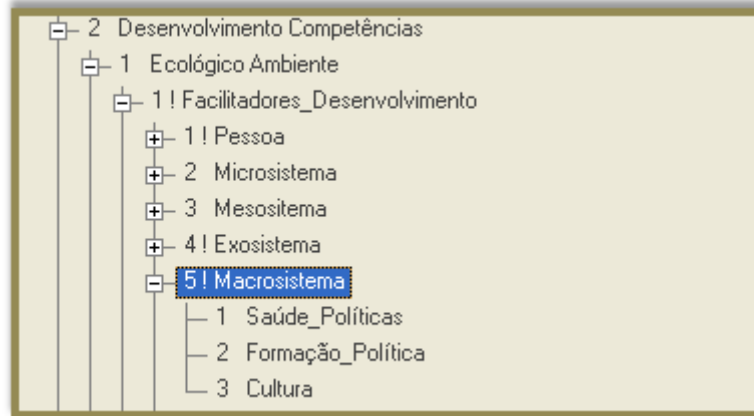 2 Desenvolvimento Competências
1 Ecológico Ambiente
1 ! Facilitadores_Desenvolvimento
1 ! Pessoa
2 Microsistema
3 Mesositema
4 ! Exosistema
5 ! Macrosistema
1 Saúde_Políticas
2 Formação_Política
3 Cultura